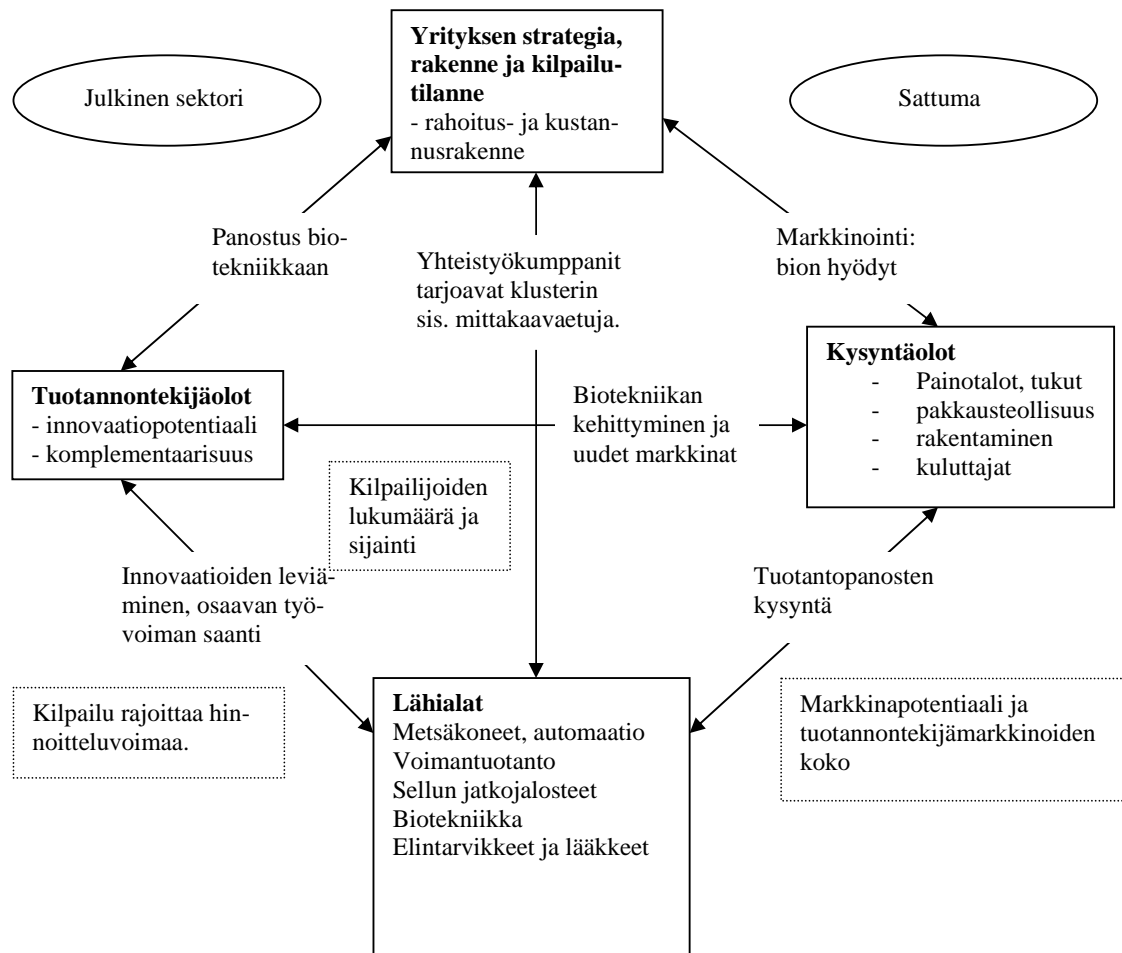 Yrityksen strategia,
rakenne ja kilpailu-
tilanne
- rahoitus- ja kustan-
nusrakenne
Julkinen sektori
Sattuma
Panostus bio-
tekniikkaan
Yhteistyökumppanit
tarjoavat klusterin
sis. mittakaavaetuja.
Markkinointi:
bion hyödyt
Tuotannontekijäolot
- innovaatiopotentiaali
- komplementaarisuus
Biotekniikan
kehittyminen ja
uudet markkinat
Kysyntäolot
- Painotalot, tukut
- pakkausteollisuus
- rakentaminen
- kuluttajat
Kilpailijoiden
lukumäärä ja
sijainti
Innovaatioiden leviä-
minen, osaavan työ-
voiman saanti
Tuotantopanosten
kysyntä
Kilpailu rajoittaa hin-
noitteluvoimaa.
Lähialat
Metsäkoneet, automaatio
Voimantuotanto
Sellun jatkojalosteet
Biotekniikka
Elintarvikkeet ja lääkkeet
Markkinapotentiaali ja
tuotannontekijämarkkinoiden
koko